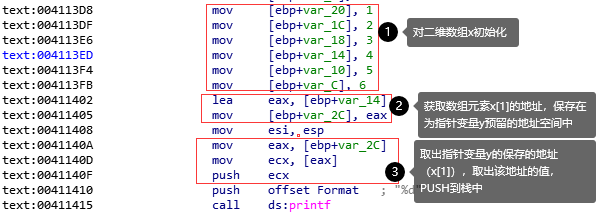 text:004113D8 mov [ebp+var_20], 1
text:004113DF mov [ebp+var_1C], 2
text:004113E6 mov [ebp+var_18], 3
text:004113ED mov [ebp+var_14], 4
text:004113F4 mov [ebp+var_10], 5
text:004113FB mov [ebp+var_C], 6
1 对二维数组x初始化
text:00411402 lea eax, [ebp+var_14]
text:00411405 mov [ebp+var_2C], eax
2 获取数组元素x[1]的地址，保存在
为指针变量y预留的地址空间中
text:00411408 mov esi, esp
text:0041140A mov eax, [ebp+var_2C]
text:0041140D mov ecx, [eax]
text:0041140F push ecx
3 取出指针变量y的保存的地址
（x[1]），取出该地址的值，
PUSH到栈中
text:00411410 push offset Format ; "%d"
text:00411415 call ds:printf